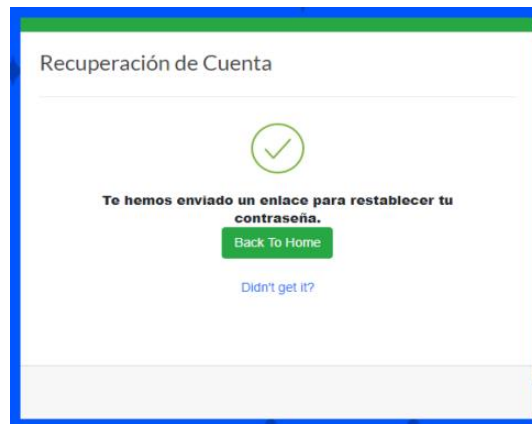 Recuperación de Cuenta
Te hemos enviado un enlace para restablecer tu
contraseña.
Back To Home
Didn't get it?